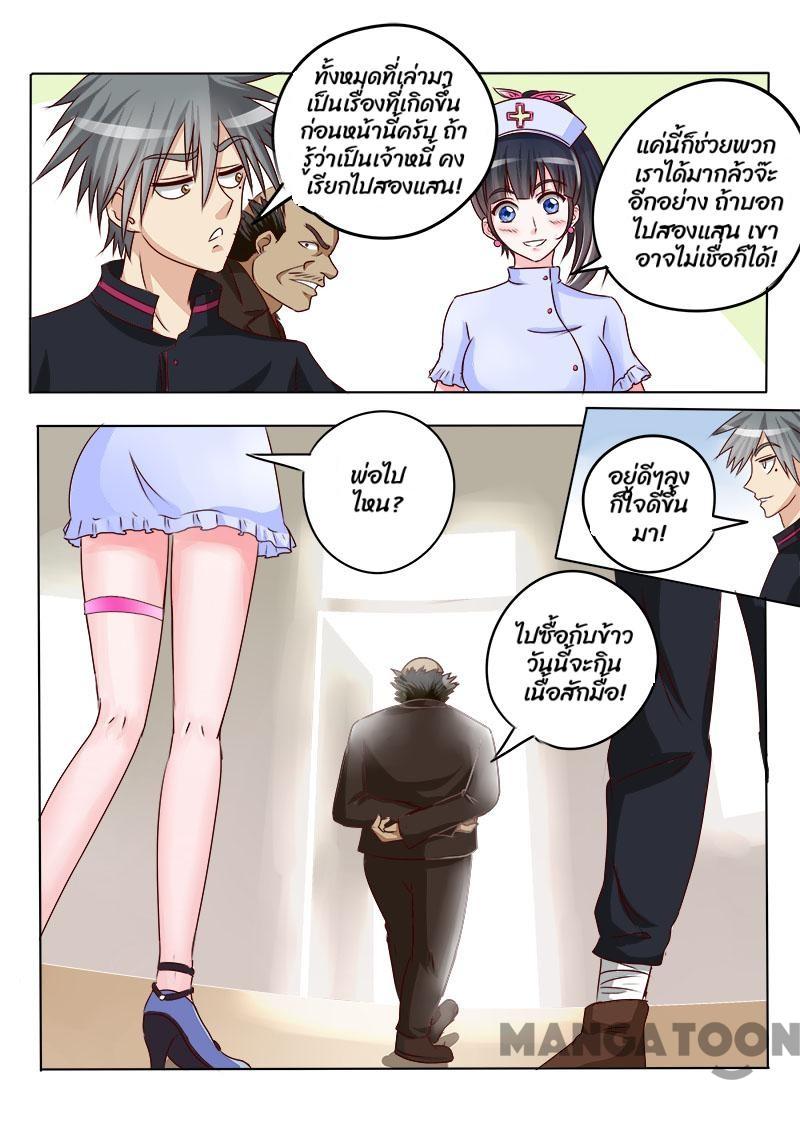 ทั้งหมดที่เล่ามา
เป็นเรื่องที่เกิดขึ้น
ก่อนหน้านี้ครับ ถ้า
รู้ว่าเป็นเจ้าหนี้ คง
เรียกไปสองแสน!
แค่นี้ก็ช่วยพวก
เราได้มากล้วจ๊ะ
อีกอย่าง ถ้าบอก
ไปสองแสน เขา
อาจไม่เชื่อก็ได้!
พ่อไป
ไหน?
อยู่ดีๆลุง
ก็ใจดีขึ้น
มา!
ไปซื้อกับข้าว
วันนี้จะกิน
เนื้อสักมื้อ!
MANGATOON